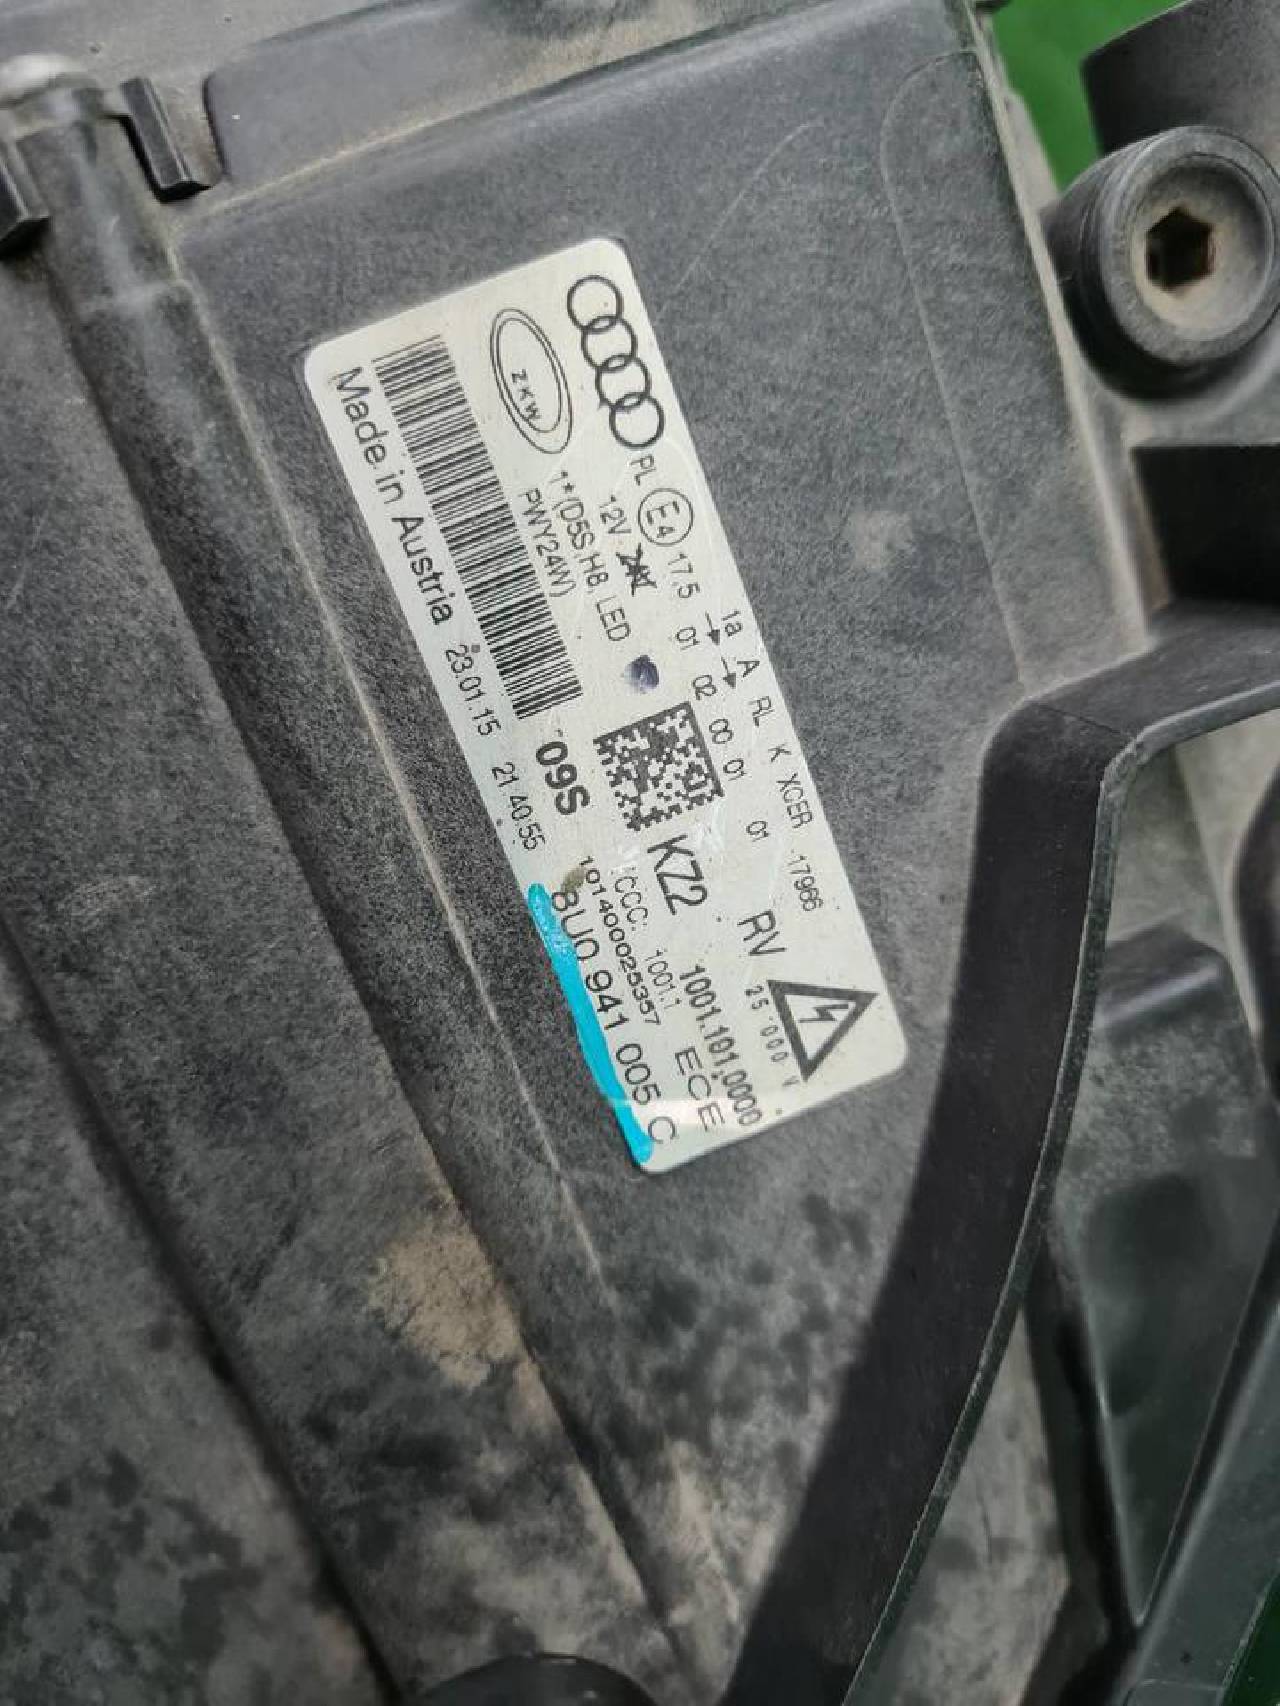 1a A RL K XCER 17966
PL E4 17,5 01 02 00 01 01 RV
25 000 V
ZKW
12V
1*(D5S,H8, LED
PWY24W)
KZ2 1001.101.0000
CCC: 1001.1 ECE
09S
8U0 941 005 C
Made in Austria 23.01.15 21:40:55